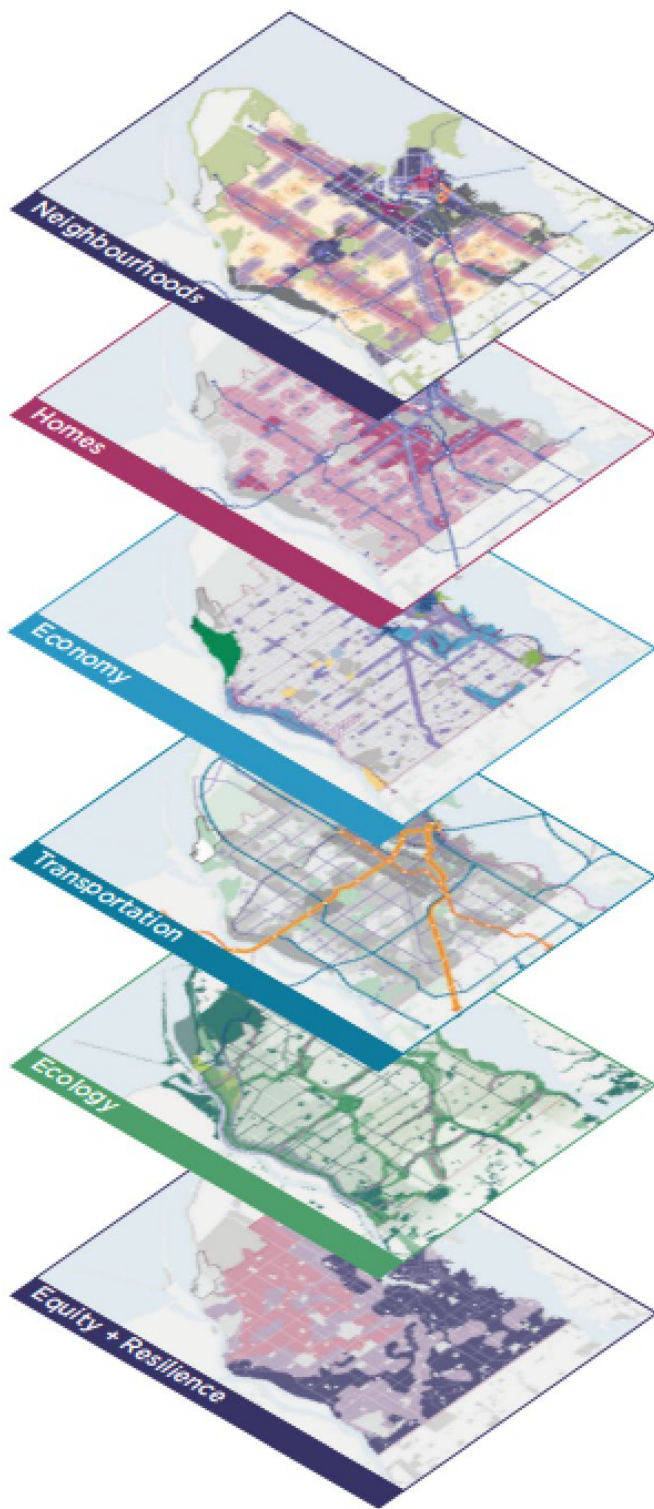 Neighbourhoods
Homes
Economy
Transportation
Ecology
Equity + Resilience